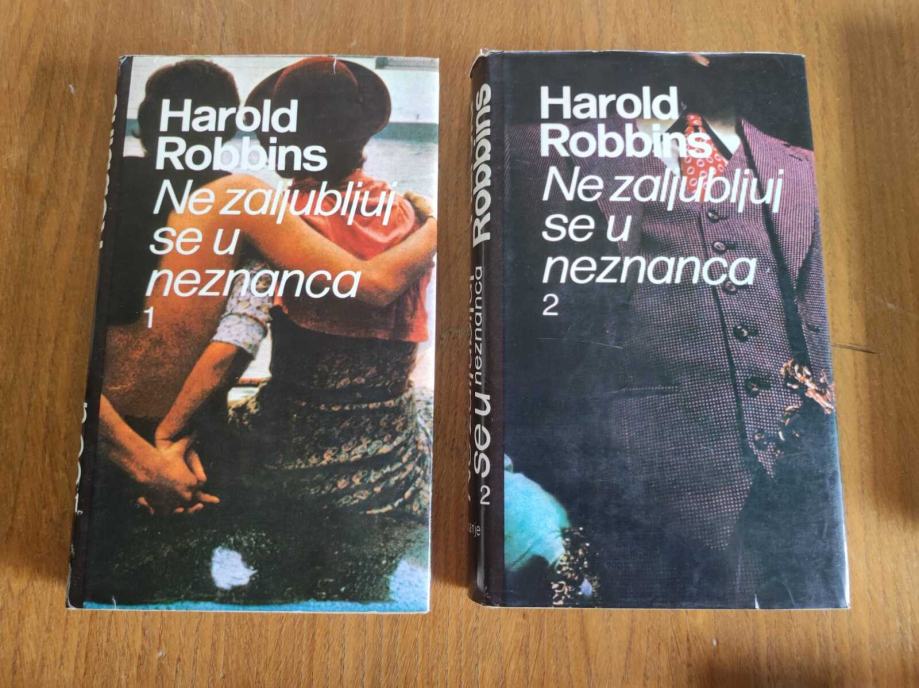 Harold
Robbins
Ne zaljubljuj
se u
neznanca
1
Robbins
se u neznanca
2
Harold
Robbins
Ne zaljubljuj
se u
neznanca
2